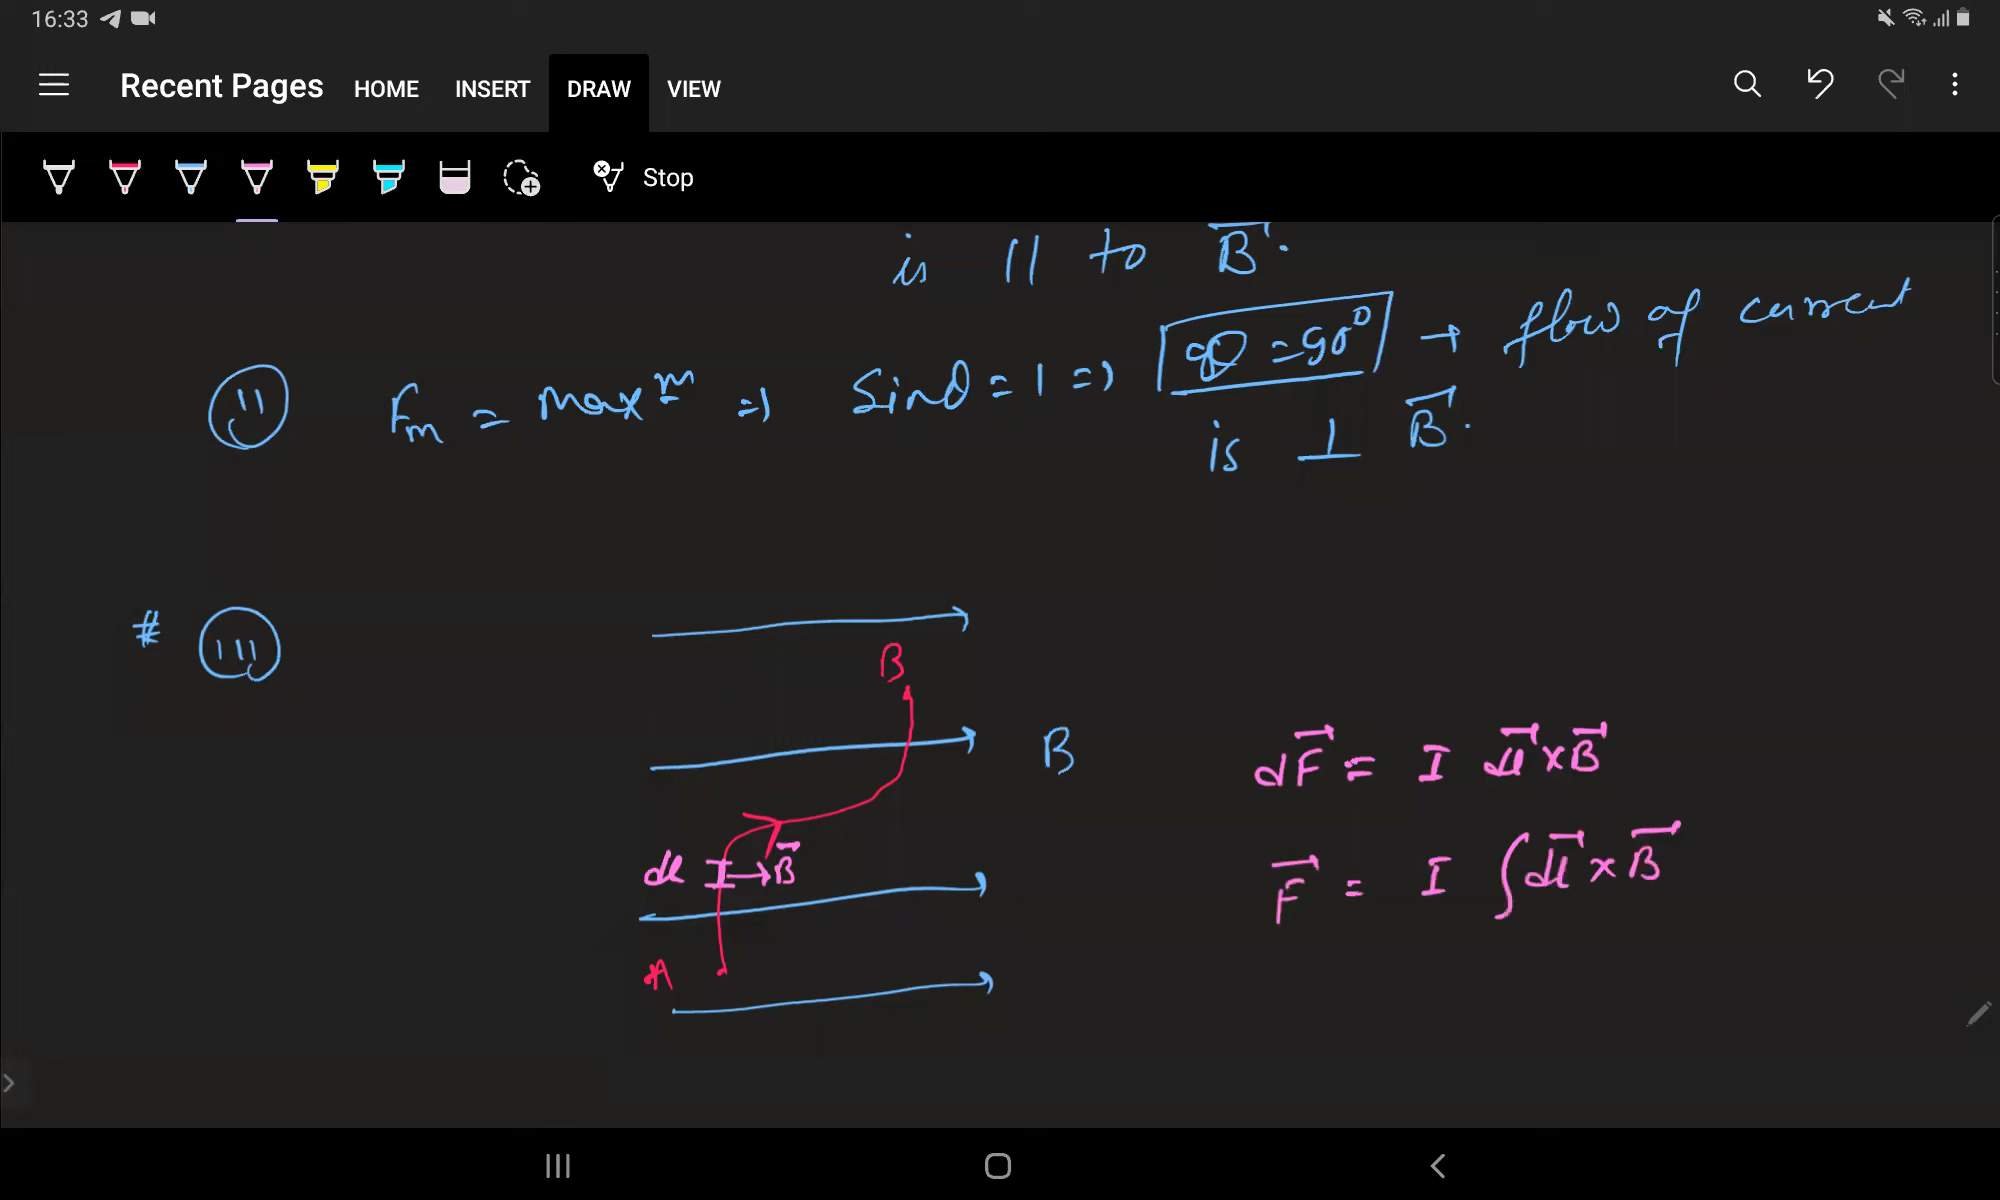 16:33
Recent Pages HOME INSERT DRAW VIEW
Stop
is || to B⃗.
(ii) Fₘ = maxᵐ => Sinθ = 1 => θ = 90° → flow of current
is ⊥ B⃗.
# (iii)
B
B
dF⃗ = I dl⃗ × B⃗
dl I → B⃗
F⃗ = I ∫ dl⃗ × B⃗
A